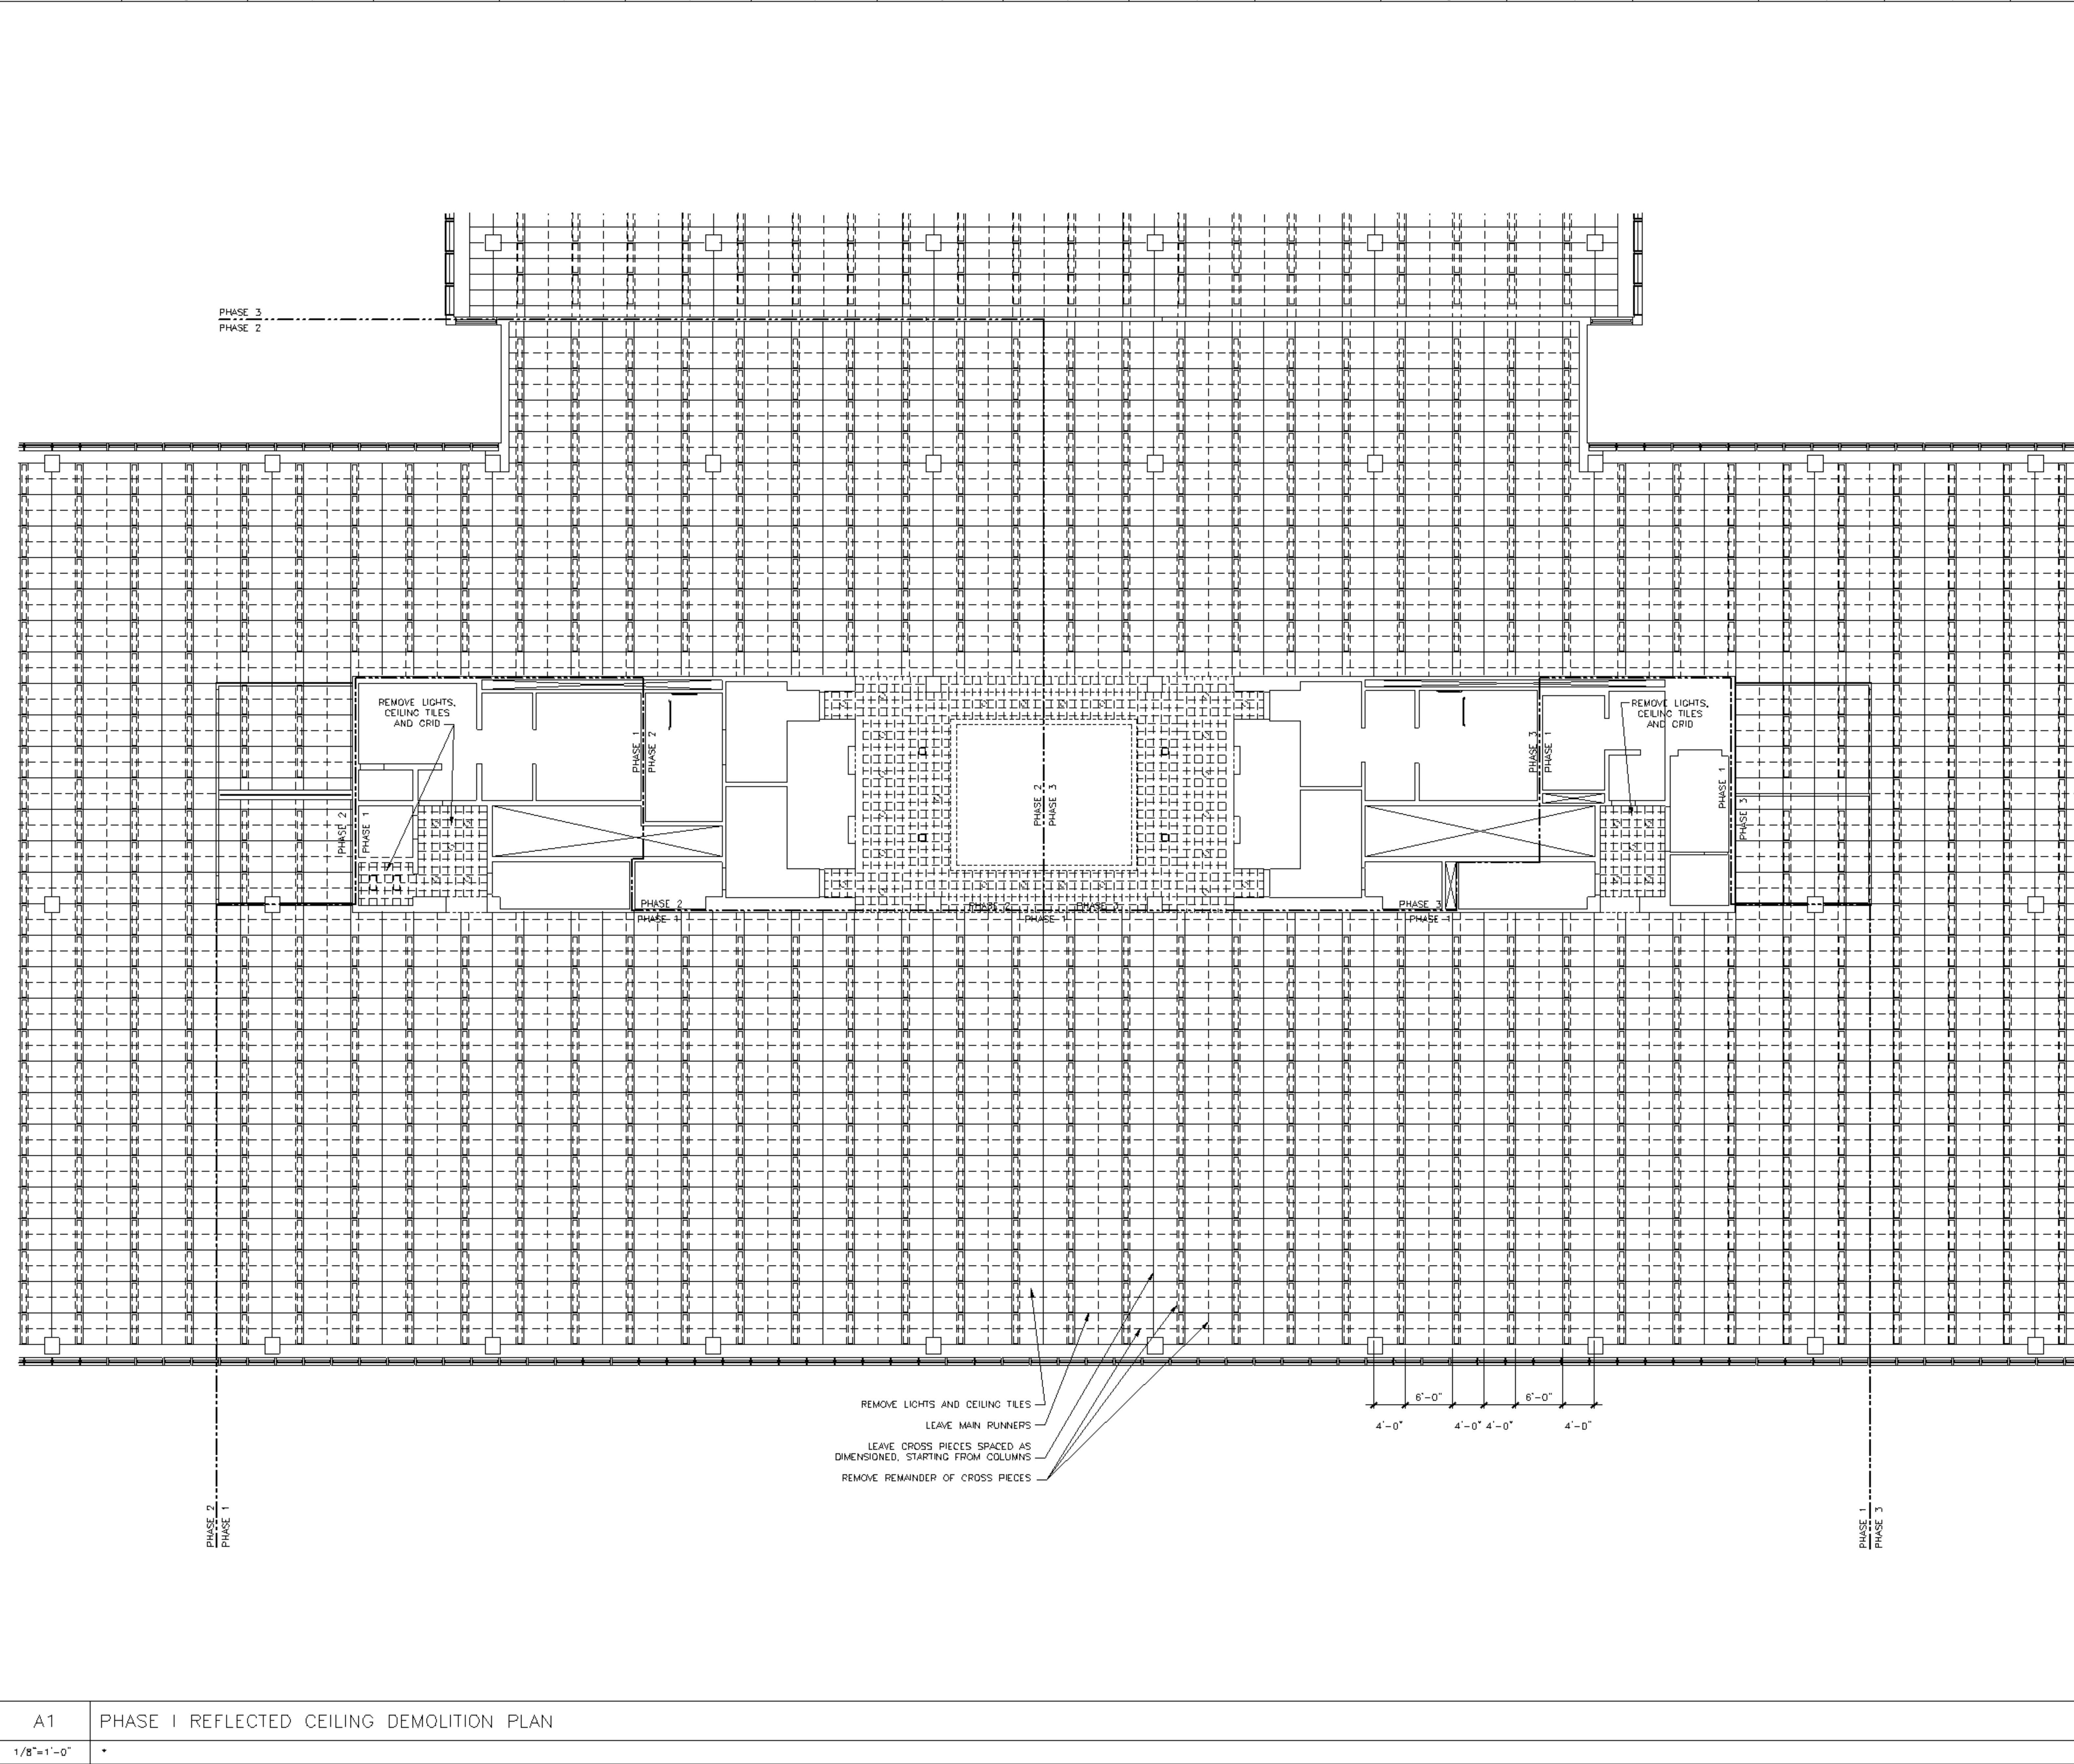 PHASE 3
PHASE 2
REMOVE LIGHTS,
CEILING TILES
AND GRID
PHASE 1
PHASE 2
PHASE 2
PHASE 3
PHASE 3
PHASE 1
REMOVE LIGHTS,
CEILING TILES
AND GRID
PHASE 1
PHASE 3
PHASE 2
PHASE 1
PHASE 2
PHASE 1
PHASE 2
PHASE 3
PHASE 1
PHASE 3
PHASE 1
6'-0"
6'-0"
4'-0"
4'-0"
4'-0"
4'-0"
REMOVE LIGHTS AND CEILING TILES
LEAVE MAIN RUNNERS
LEAVE CROSS PIECES SPACED AS
DIMENSIONED, STARTING FROM COLUMNS
REMOVE REMAINDER OF CROSS PIECES
PHASE 2
PHASE 1
PHASE 1
PHASE 3
A1
PHASE I REFLECTED CEILING DEMOLITION PLAN
1/8"=1'-0"